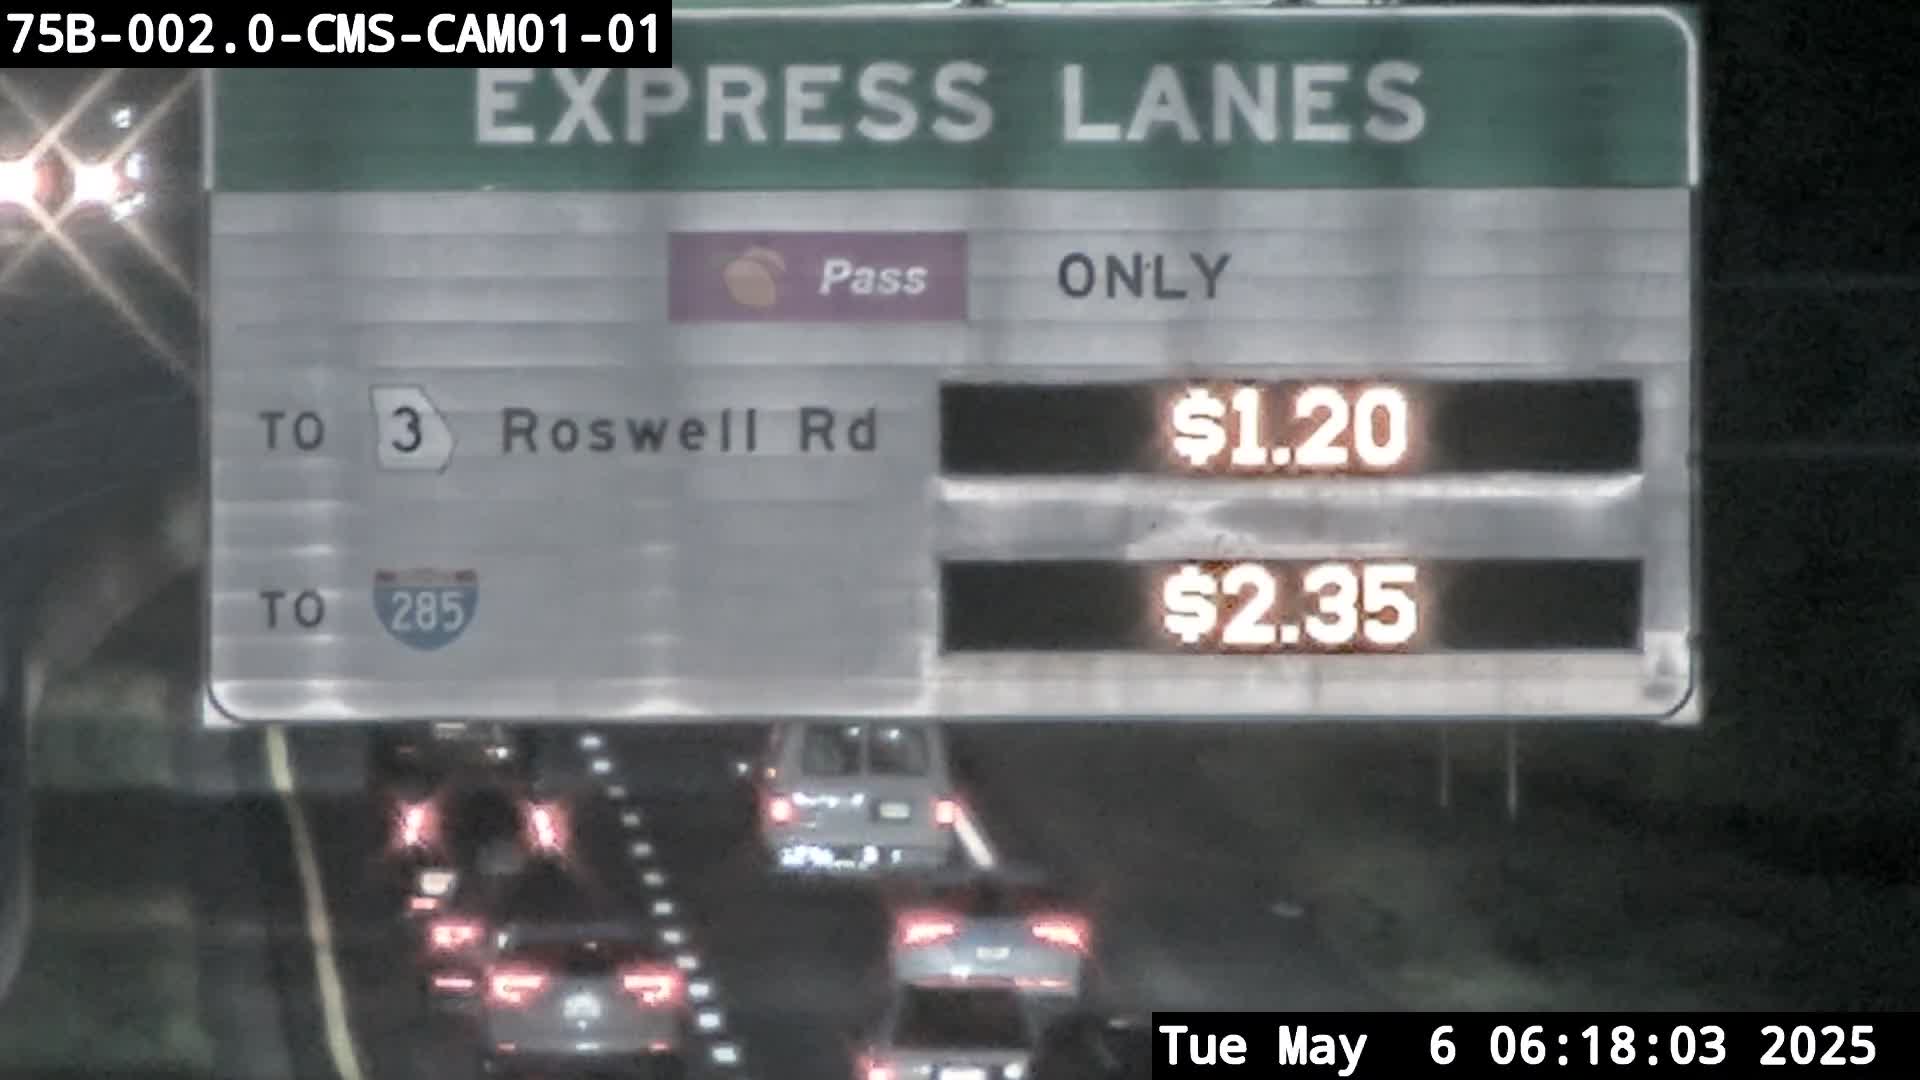 75B-002.0-CMS-CAM01-01
EXPRESS LANES
Pass ONLY
TO 3 Roswell Rd $1.20
TO 285 $2.35
Tue May 6 06:18:03 2025